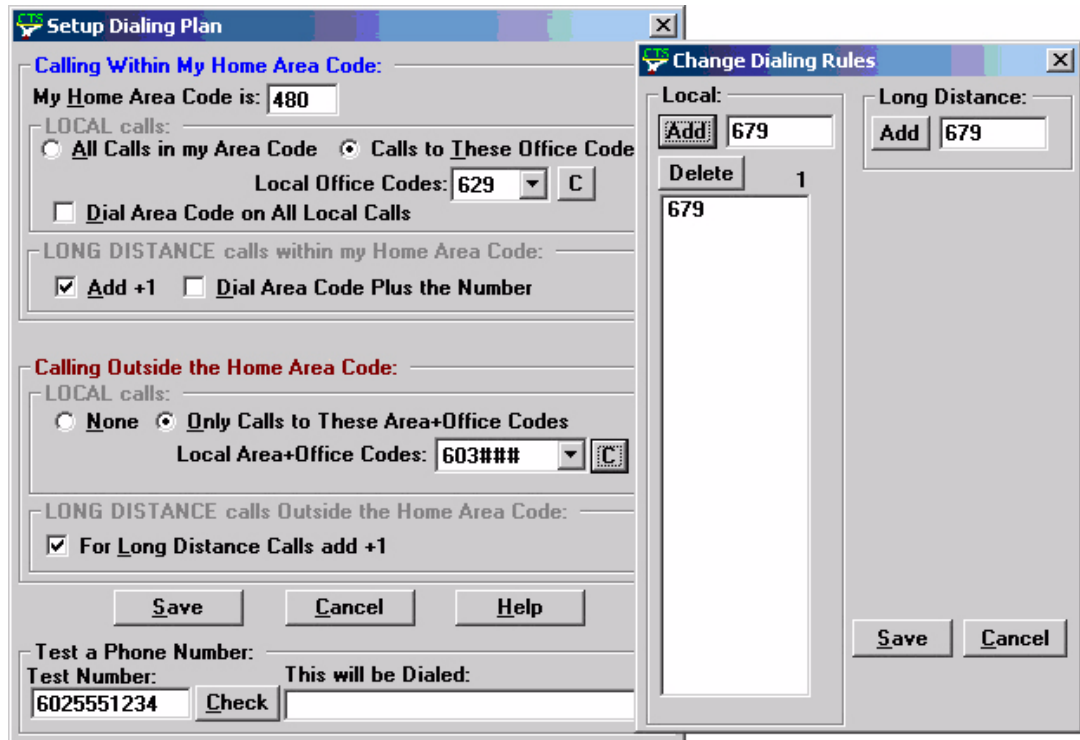 CTS
Setup Dialing Plan
Calling Within My Home Area Code:
My Home Area Code is: 480
LOCAL calls:
All Calls in my Area Code Calls to These Office Code
Local Office Codes: 629 C
Dial Area Code on All Local Calls
LONG DISTANCE calls within my Home Area Code:
Add +1 Dial Area Code Plus the Number
Calling Outside the Home Area Code:
LOCAL calls:
None Only Calls to These Area+Office Codes
Local Area+Office Codes: 603### C
LONG DISTANCE calls Outside the Home Area Code:
For Long Distance Calls add +1
Save Cancel Help
Test a Phone Number:
Test Number: This will be Dialed:
6025551234 Check
CTS
Change Dialing Rules
Local:
Add 679
Delete 1
679
Long Distance:
Add 679
Save Cancel